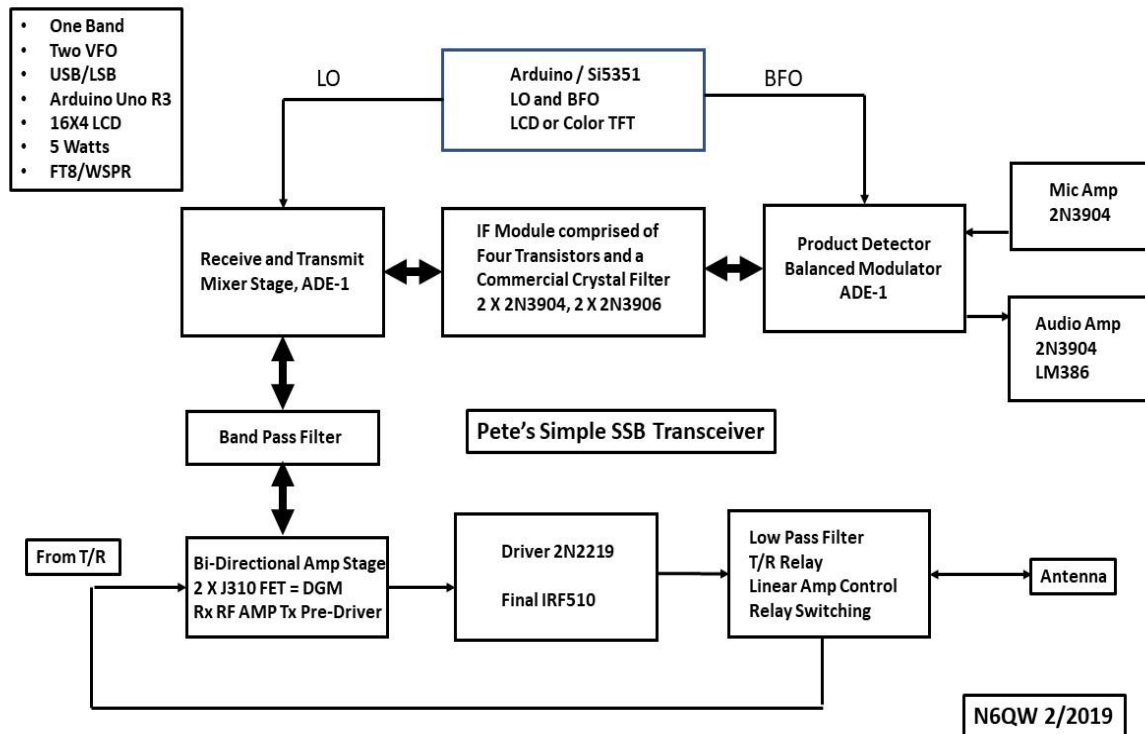 • One Band
• Two VFO
• USB/LSB
• Arduino Uno R3
• 16X4 LCD
• 5 Watts
• FT8/WSPR
LO
Arduino / Si5351
LO and BFO
LCD or Color TFT
BFO
Mic Amp
2N3904
Receive and Transmit
Mixer Stage, ADE-1
IF Module comprised of
Four Transistors and a
Commercial Crystal Filter
2 X 2N3904, 2 X 2N3906
Product Detector
Balanced Modulator
ADE-1
Audio Amp
2N3904
LM386
Band Pass Filter
Pete's Simple SSB Transceiver
From T/R
Bi-Directional Amp Stage
2 X J310 FET = DGM
Rx RF AMP Tx Pre-Driver
Driver 2N2219
Final IRF510
Low Pass Filter
T/R Relay
Linear Amp Control
Relay Switching
Antenna
N6QW 2/2019